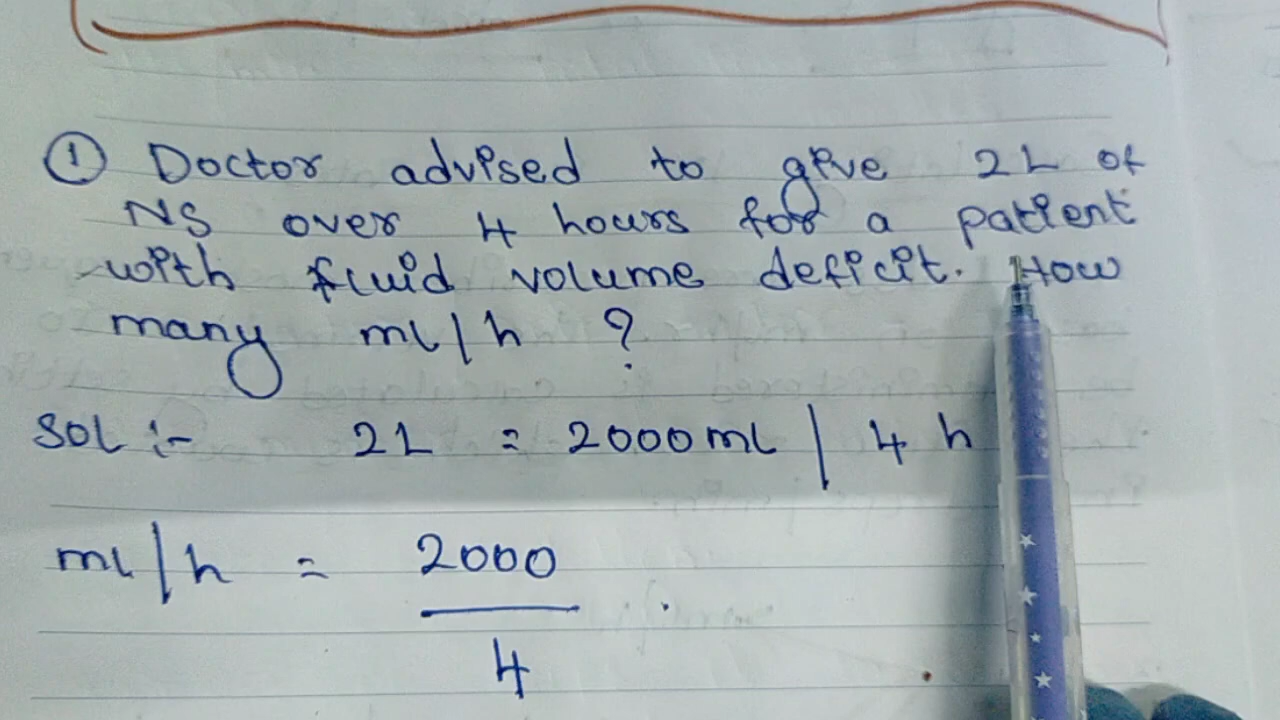 ① Doctor advised to give 2L of
NS over 4 hours for a patient
with fluid volume deficit. How
many ml/h ?
Sol :- 2L = 2000ml / 4 h
ml/h = 2000
4